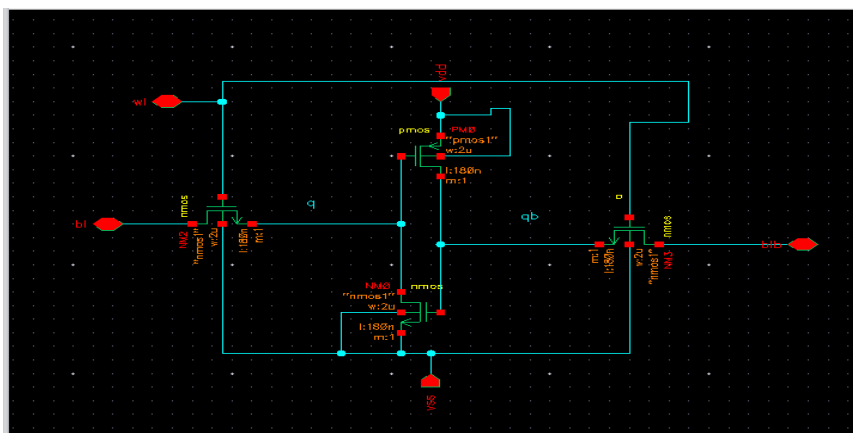 vdd
wl
pmos
PM0
"pmos1"
w:2u
l:180n
m:1
q
qb
bl
nmos
NM2
"nmos1"
w:2u
l:180n
m:1
nmos
m:1
l:180n
w:2u
"nmos1"
NM3
blb
NM0
nmos
"nmos1"
w:2u
l:180n
m:1
vss